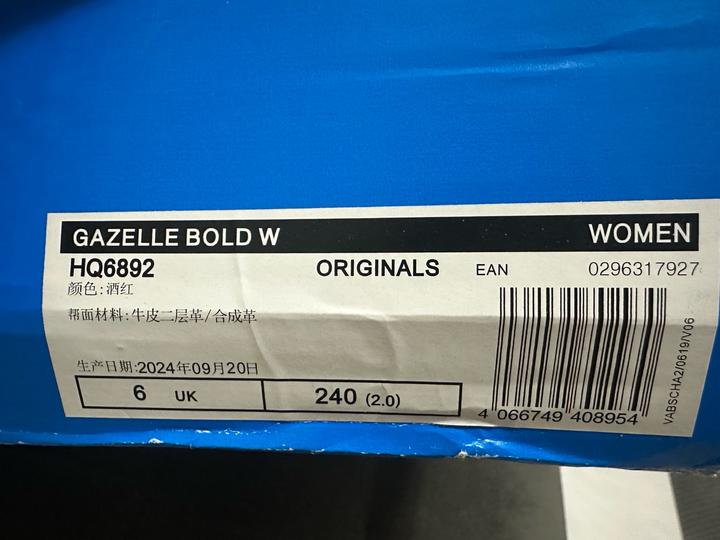 GAZELLE BOLD W WOMEN
HQ6892 ORIGINALS EAN 0296317927
颜色:酒红
帮面材料:牛皮二层革/合成革
生产日期:2024年09月20日
6 UK 240 (2.0)
4 066749 408954
VABSCHA2/0619/V06